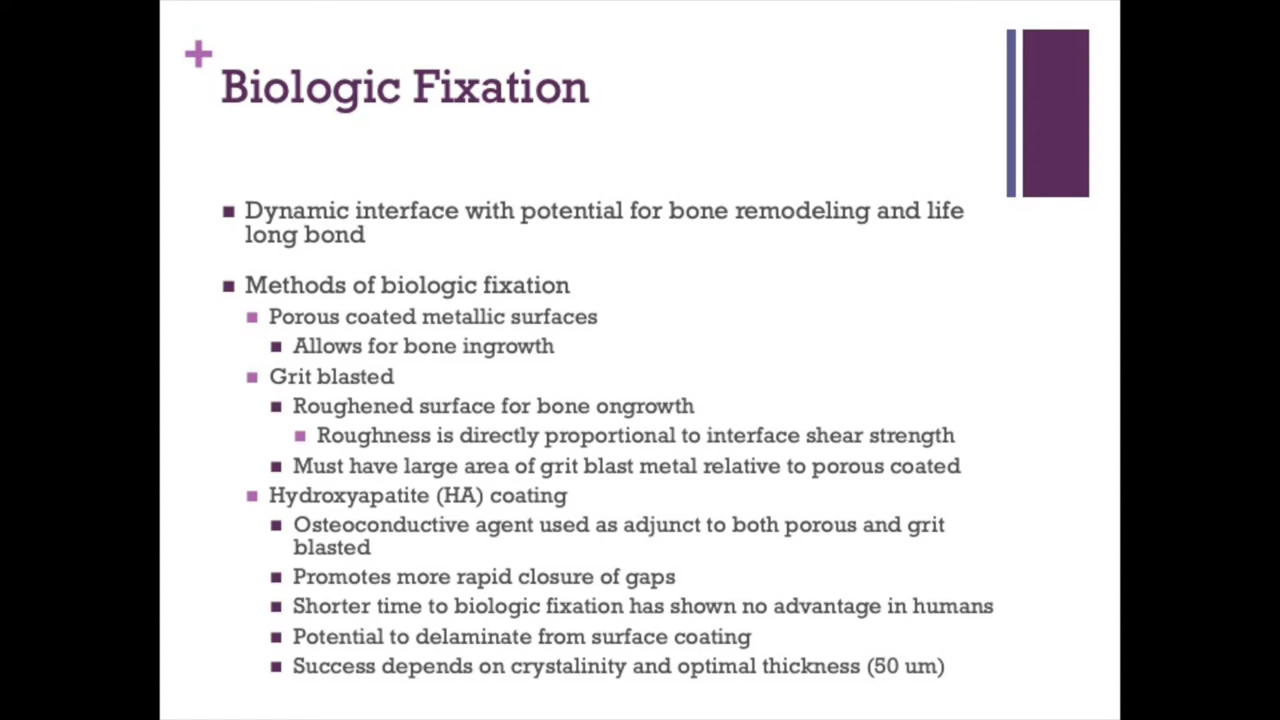 +
Biologic Fixation
■ Dynamic interface with potential for bone remodeling and life
long bond
■ Methods of biologic fixation
■ Porous coated metallic surfaces
■ Allows for bone ingrowth
■ Grit blasted
■ Roughened surface for bone ongrowth
■ Roughness is directly proportional to interface shear strength
■ Must have large area of grit blast metal relative to porous coated
■ Hydroxyapatite (HA) coating
■ Osteoconductive agent used as adjunct to both porous and grit
blasted
■ Promotes more rapid closure of gaps
■ Shorter time to biologic fixation has shown no advantage in humans
■ Potential to delaminate from surface coating
■ Success depends on crystalinity and optimal thickness (50 um)